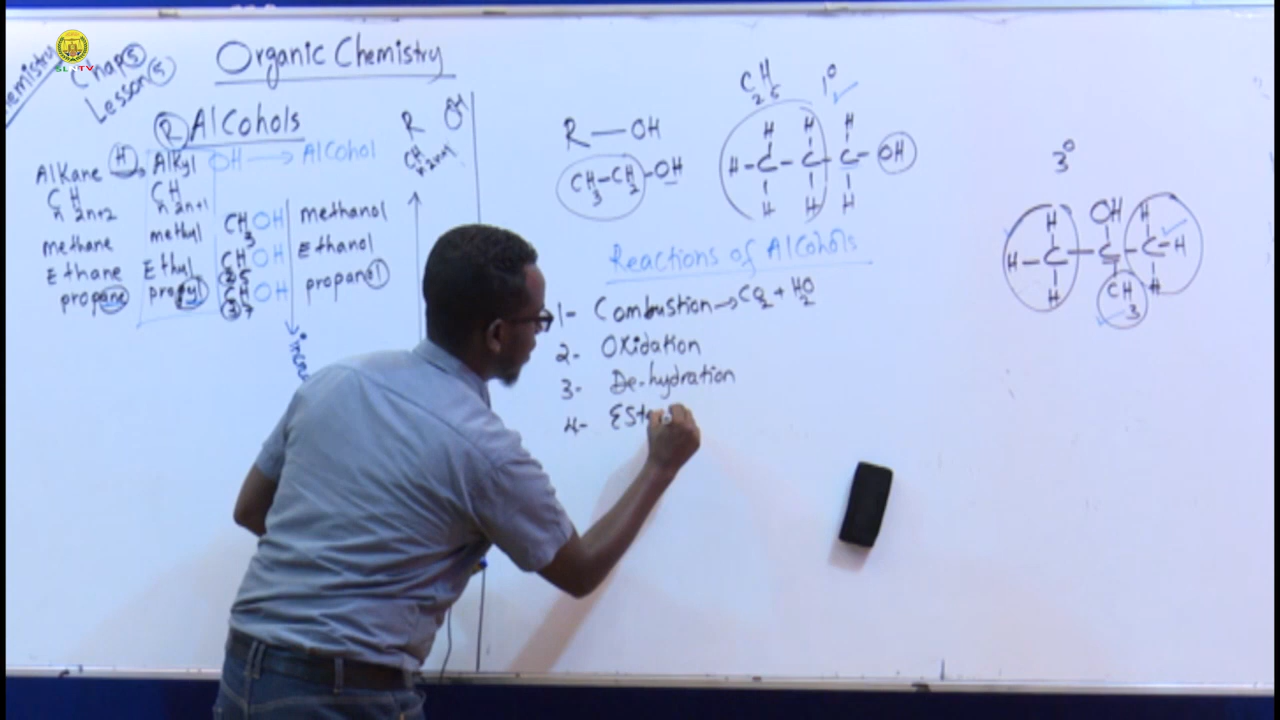 SLNTV
Chemistry
Chap 5
Lesson 5
Organic Chemistry
R Alcohols
Alkane H Alkyl OH → Alcohol
CnH2n+2 CnH2n+1
methane methyl CH3OH methanol
Ethane Ethyl C2H5OH Ethanol
propane propyl C3H7OH propanol
R OH
CnH2n+1
R — OH
CH3-CH2-OH
C2H5 1°
H H H
H-C-C-C-OH
H H H
3°
H OH H
H-C-C-C-H
H CH3 H
Reactions of Alcohols
1- Combustion → CO2 + H2O
2- Oxidation
3- De-hydration
4- Este